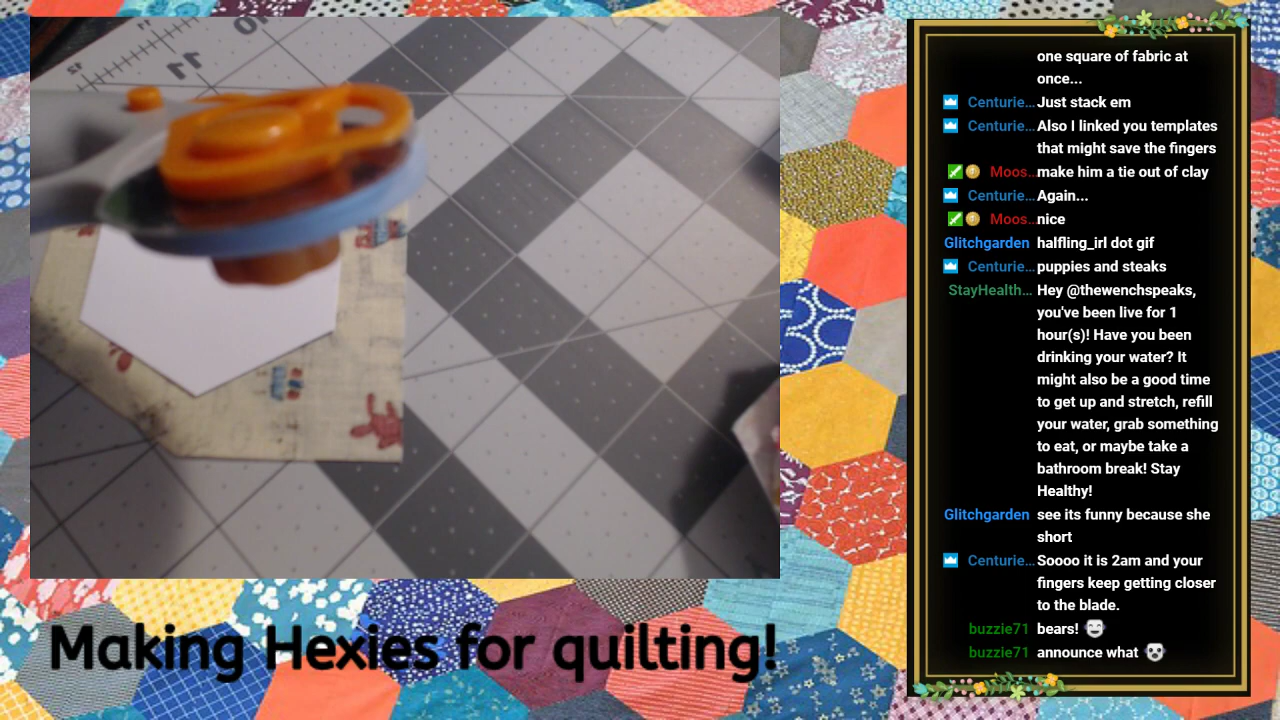 10
11
12
11
one square of fabric at
once...
Centurie... Just stack em
Centurie... Also I linked you templates
that might save the fingers
Moos... make him a tie out of clay
Centurie... Again...
Moos... nice
Glitchgarden halfling_irl dot gif
Centurie... puppies and steaks
StayHealth... Hey @thewenchspeaks,
you've been live for 1
hour(s)! Have you been
drinking your water? It
might also be a good time
to get up and stretch, refill
your water, grab something
to eat, or maybe take a
bathroom break! Stay
Healthy!
Glitchgarden see its funny because she
short
Centurie... Soooo it is 2am and your
fingers keep getting closer
to the blade.
buzzie71 bears!
buzzie71 announce what
Making Hexies for quilting!